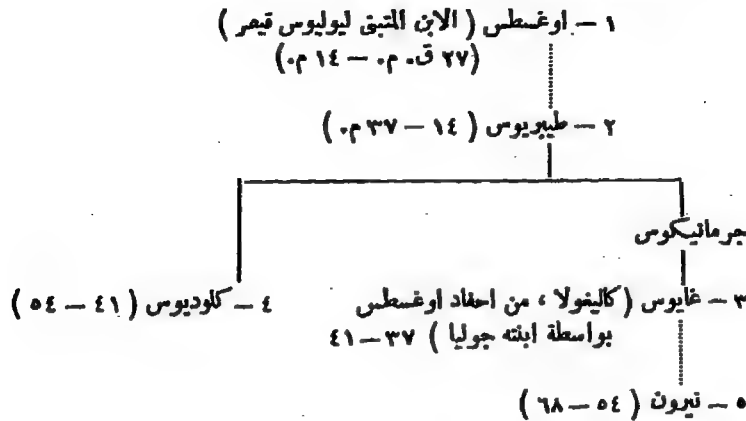 ١ – اوغسطس ( الابن المتبنى ليوليوس قيصر )
(٢٧ ق. م. – ١٤ م.)
٢ – طيبريوس ( ١٤ – ٣٧ م. )
جرمانيكوس
٣ – غايوس ( كاليغولا ، من احفاد اوغسطس
بواسطة ابنته جوليا ) ٣٧ – ٤١
٤ – كلوديوس ( ٤١ – ٥٤ )
٥ – نيرون ( ٥٤ – ٦٨ )